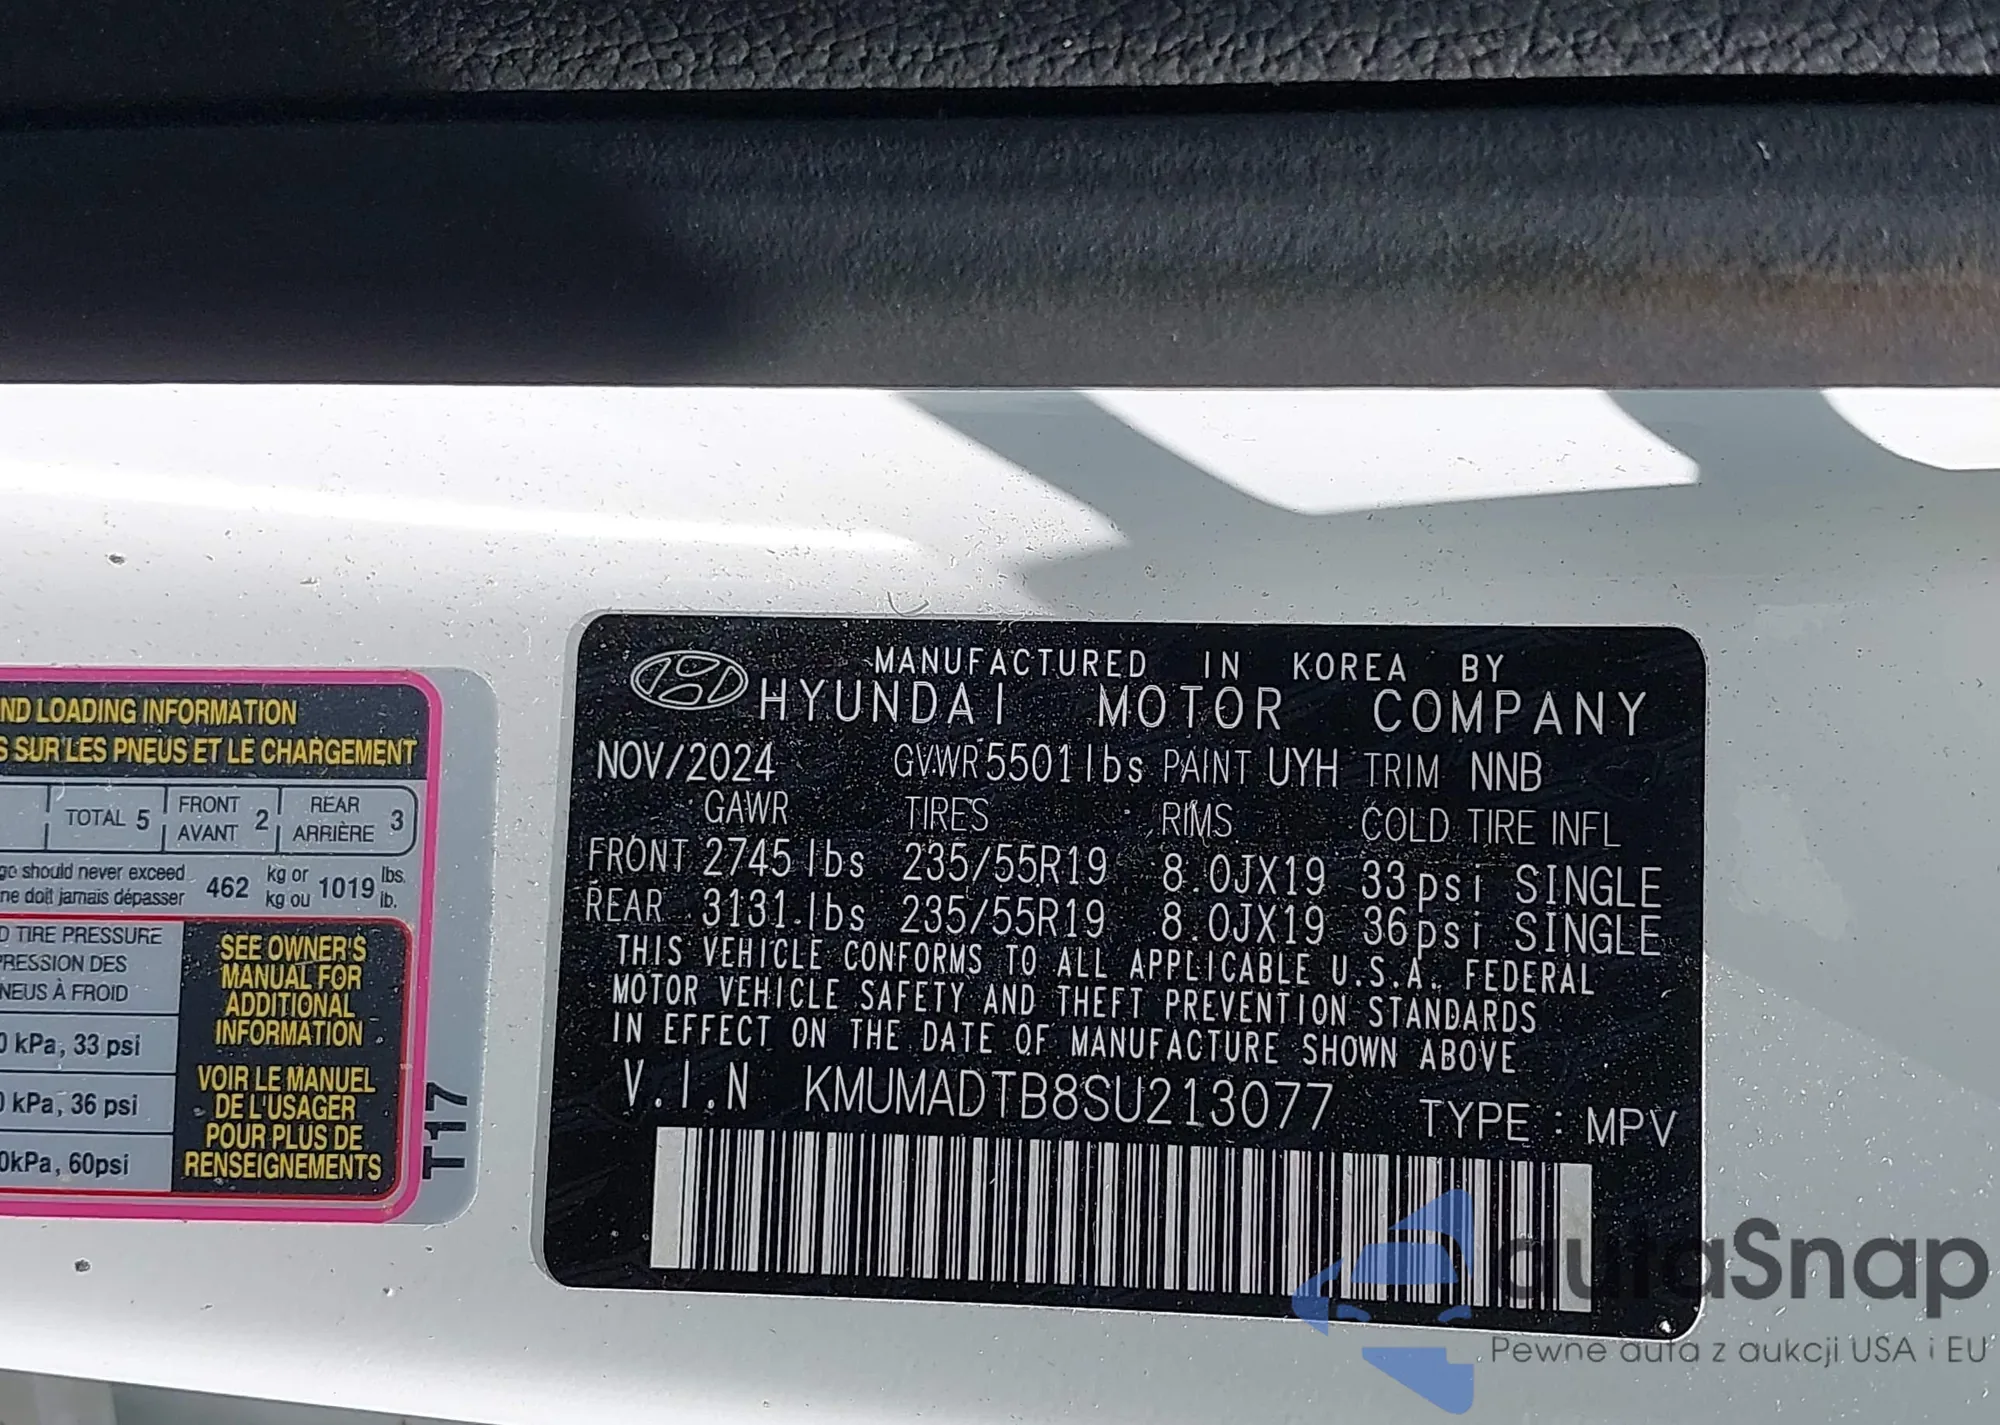 ND LOADING INFORMATION
S SUR LES PNEUS ET LE CHARGEMENT
TOTAL 5 FRONT AVANT 2 REAR ARRIÈRE 3
go should never exceed
ne doit jamais dépasser 462 kg or kg ou 1019 lbs. lb.
D TIRE PRESSURE
PRESSION DES
NEUS À FROID
0 kPa, 33 psi
0 kPa, 36 psi
0kPa, 60psi
SEE OWNER'S
MANUAL FOR
ADDITIONAL
INFORMATION
VOIR LE MANUEL
DE L'USAGER
POUR PLUS DE
RENSEIGNEMENTS
T17
MANUFACTURED IN KOREA BY
HYUNDAI MOTOR COMPANY
NOV/2024 GVWR 5501 lbs PAINT UYH TRIM NNB
GAWR TIRES RIMS COLD TIRE INFL
FRONT 2745 lbs 235/55R19 8.0JX19 33psi SINGLE
REAR 3131 lbs 235/55R19 8.0JX19 36psi SINGLE
THIS VEHICLE CONFORMS TO ALL APPLICABLE U.S.A. FEDERAL
MOTOR VEHICLE SAFETY AND THEFT PREVENTION STANDARDS
IN EFFECT ON THE DATE OF MANUFACTURE SHOWN ABOVE
V.I.N KMUMADTB8SU213077 TYPE : MPV
autaSnap
Pewne auta z aukcji USA i EU